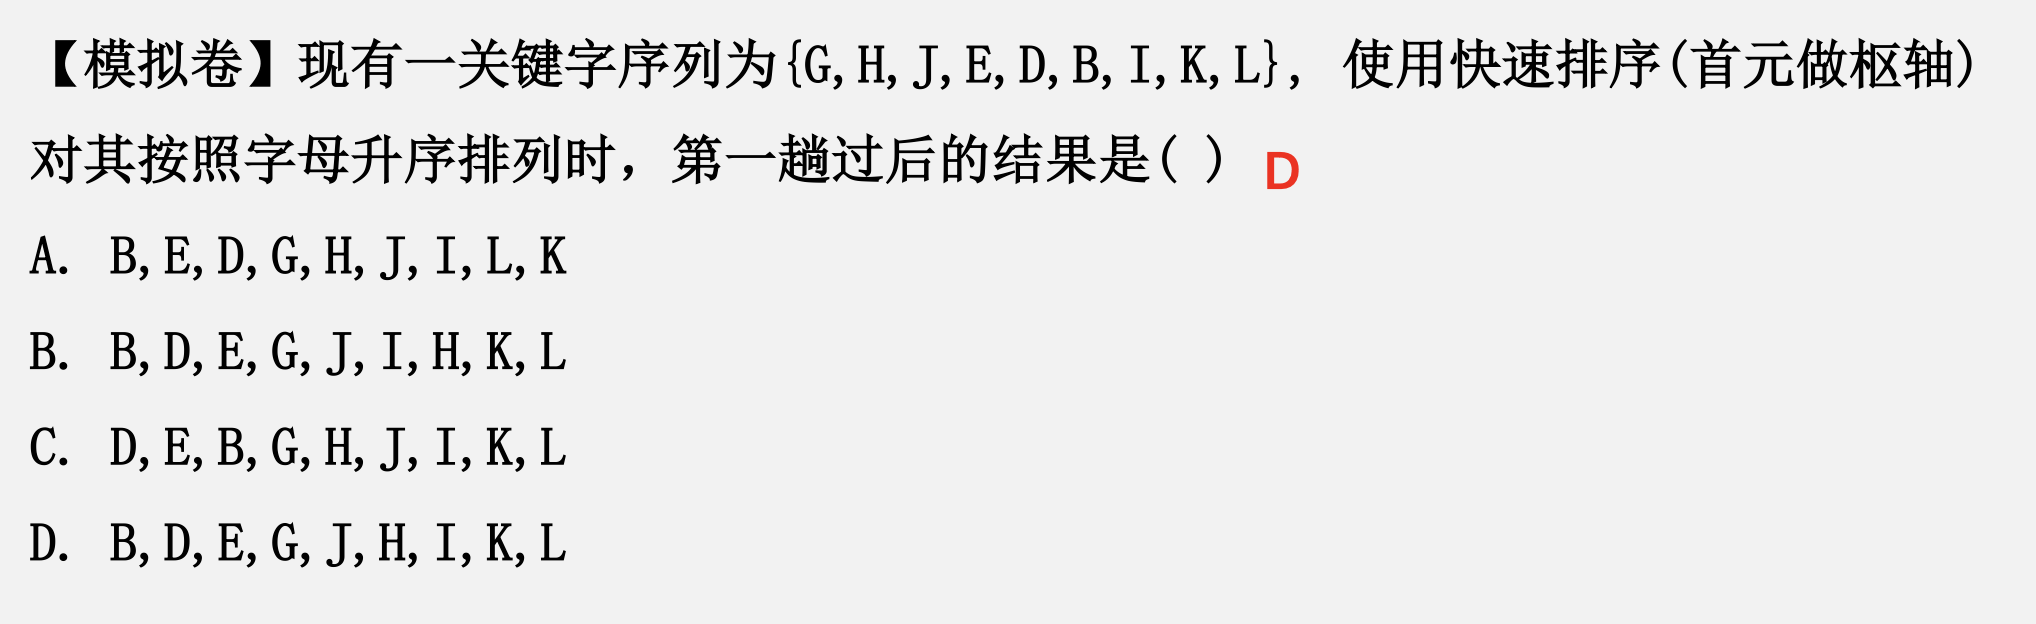 【模拟卷】现有一关键字序列为{G,H,J,E,D,B,I,K,L}, 使用快速排序(首元做枢轴)
对其按照字母升序排列时，第一趟过后的结果是( ) D
A. B,E,D,G,H,J,I,L,K
B. B,D,E,G,J,I,H,K,L
C. D,E,B,G,H,J,I,K,L
D. B,D,E,G,J,H,I,K,L